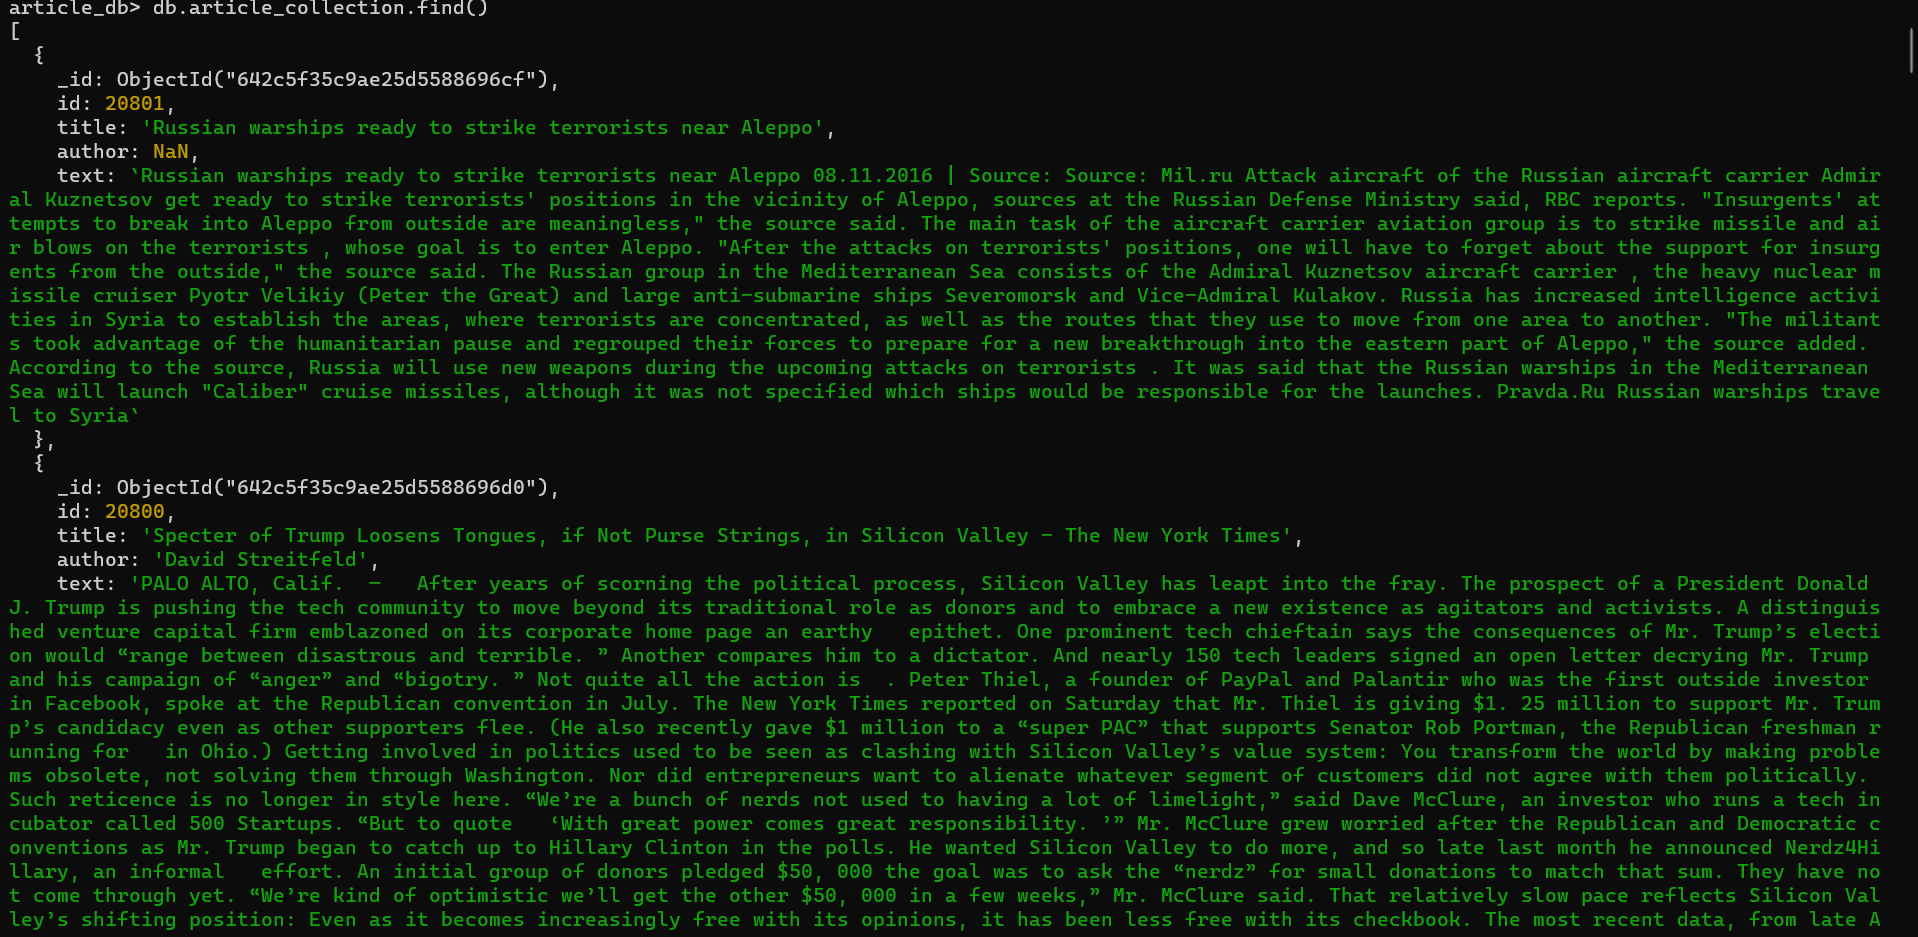 article_db> db.article_collection.find()
[
  {
    _id: ObjectId("642c5f35c9ae25d5588696cf"),
    id: 20801,
    title: 'Russian warships ready to strike terrorists near Aleppo',
    author: NaN,
    text: `Russian warships ready to strike terrorists near Aleppo 08.11.2016 | Source: Source: Mil.ru Attack aircraft of the Russian aircraft carrier Admir
al Kuznetsov get ready to strike terrorists' positions in the vicinity of Aleppo, sources at the Russian Defense Ministry said, RBC reports. "Insurgents' at
tempts to break into Aleppo from outside are meaningless," the source said. The main task of the aircraft carrier aviation group is to strike missile and ai
r blows on the terrorists , whose goal is to enter Aleppo. "After the attacks on terrorists' positions, one will have to forget about the support for insurg
ents from the outside," the source said. The Russian group in the Mediterranean Sea consists of the Admiral Kuznetsov aircraft carrier , the heavy nuclear m
issile cruiser Pyotr Velikiy (Peter the Great) and large anti-submarine ships Severomorsk and Vice-Admiral Kulakov. Russia has increased intelligence activi
ties in Syria to establish the areas, where terrorists are concentrated, as well as the routes that they use to move from one area to another. "The militant
s took advantage of the humanitarian pause and regrouped their forces to prepare for a new breakthrough into the eastern part of Aleppo," the source added.
According to the source, Russia will use new weapons during the upcoming attacks on terrorists . It was said that the Russian warships in the Mediterranean
Sea will launch "Caliber" cruise missiles, although it was not specified which ships would be responsible for the launches. Pravda.Ru Russian warships trave
l to Syria`
  },
  {
    _id: ObjectId("642c5f35c9ae25d5588696d0"),
    id: 20800,
    title: 'Specter of Trump Loosens Tongues, if Not Purse Strings, in Silicon Valley - The New York Times',
    author: 'David Streitfeld',
    text: 'PALO ALTO, Calif.  —   After years of scorning the political process, Silicon Valley has leapt into the fray. The prospect of a President Donald
J. Trump is pushing the tech community to move beyond its traditional role as donors and to embrace a new existence as agitators and activists. A distinguis
hed venture capital firm emblazoned on its corporate home page an earthy   epithet. One prominent tech chieftain says the consequences of Mr. Trump’s electi
on would “range between disastrous and terrible. ” Another compares him to a dictator. And nearly 150 tech leaders signed an open letter decrying Mr. Trump
and his campaign of “anger” and “bigotry. ” Not quite all the action is  . Peter Thiel, a founder of PayPal and Palantir who was the first outside investor
in Facebook, spoke at the Republican convention in July. The New York Times reported on Saturday that Mr. Thiel is giving $1. 25 million to support Mr. Trum
p’s candidacy even as other supporters flee. (He also recently gave $1 million to a “super PAC” that supports Senator Rob Portman, the Republican freshman r
unning for   in Ohio.) Getting involved in politics used to be seen as clashing with Silicon Valley’s value system: You transform the world by making proble
ms obsolete, not solving them through Washington. Nor did entrepreneurs want to alienate whatever segment of customers did not agree with them politically.
Such reticence is no longer in style here. “We’re a bunch of nerds not used to having a lot of limelight,” said Dave McClure, an investor who runs a tech in
cubator called 500 Startups. “But to quote   ‘With great power comes great responsibility. ’” Mr. McClure grew worried after the Republican and Democratic c
onventions as Mr. Trump began to catch up to Hillary Clinton in the polls. He wanted Silicon Valley to do more, and so late last month he announced Nerdz4Hi
llary, an informal   effort. An initial group of donors pledged $50, 000 the goal was to ask the “nerdz” for small donations to match that sum. They have no
t come through yet. “We’re kind of optimistic we’ll get the other $50, 000 in a few weeks,” Mr. McClure said. That relatively slow pace reflects Silicon Val
ley’s shifting position: Even as it becomes increasingly free with its opinions, it has been less free with its checkbook. The most recent data, from late A